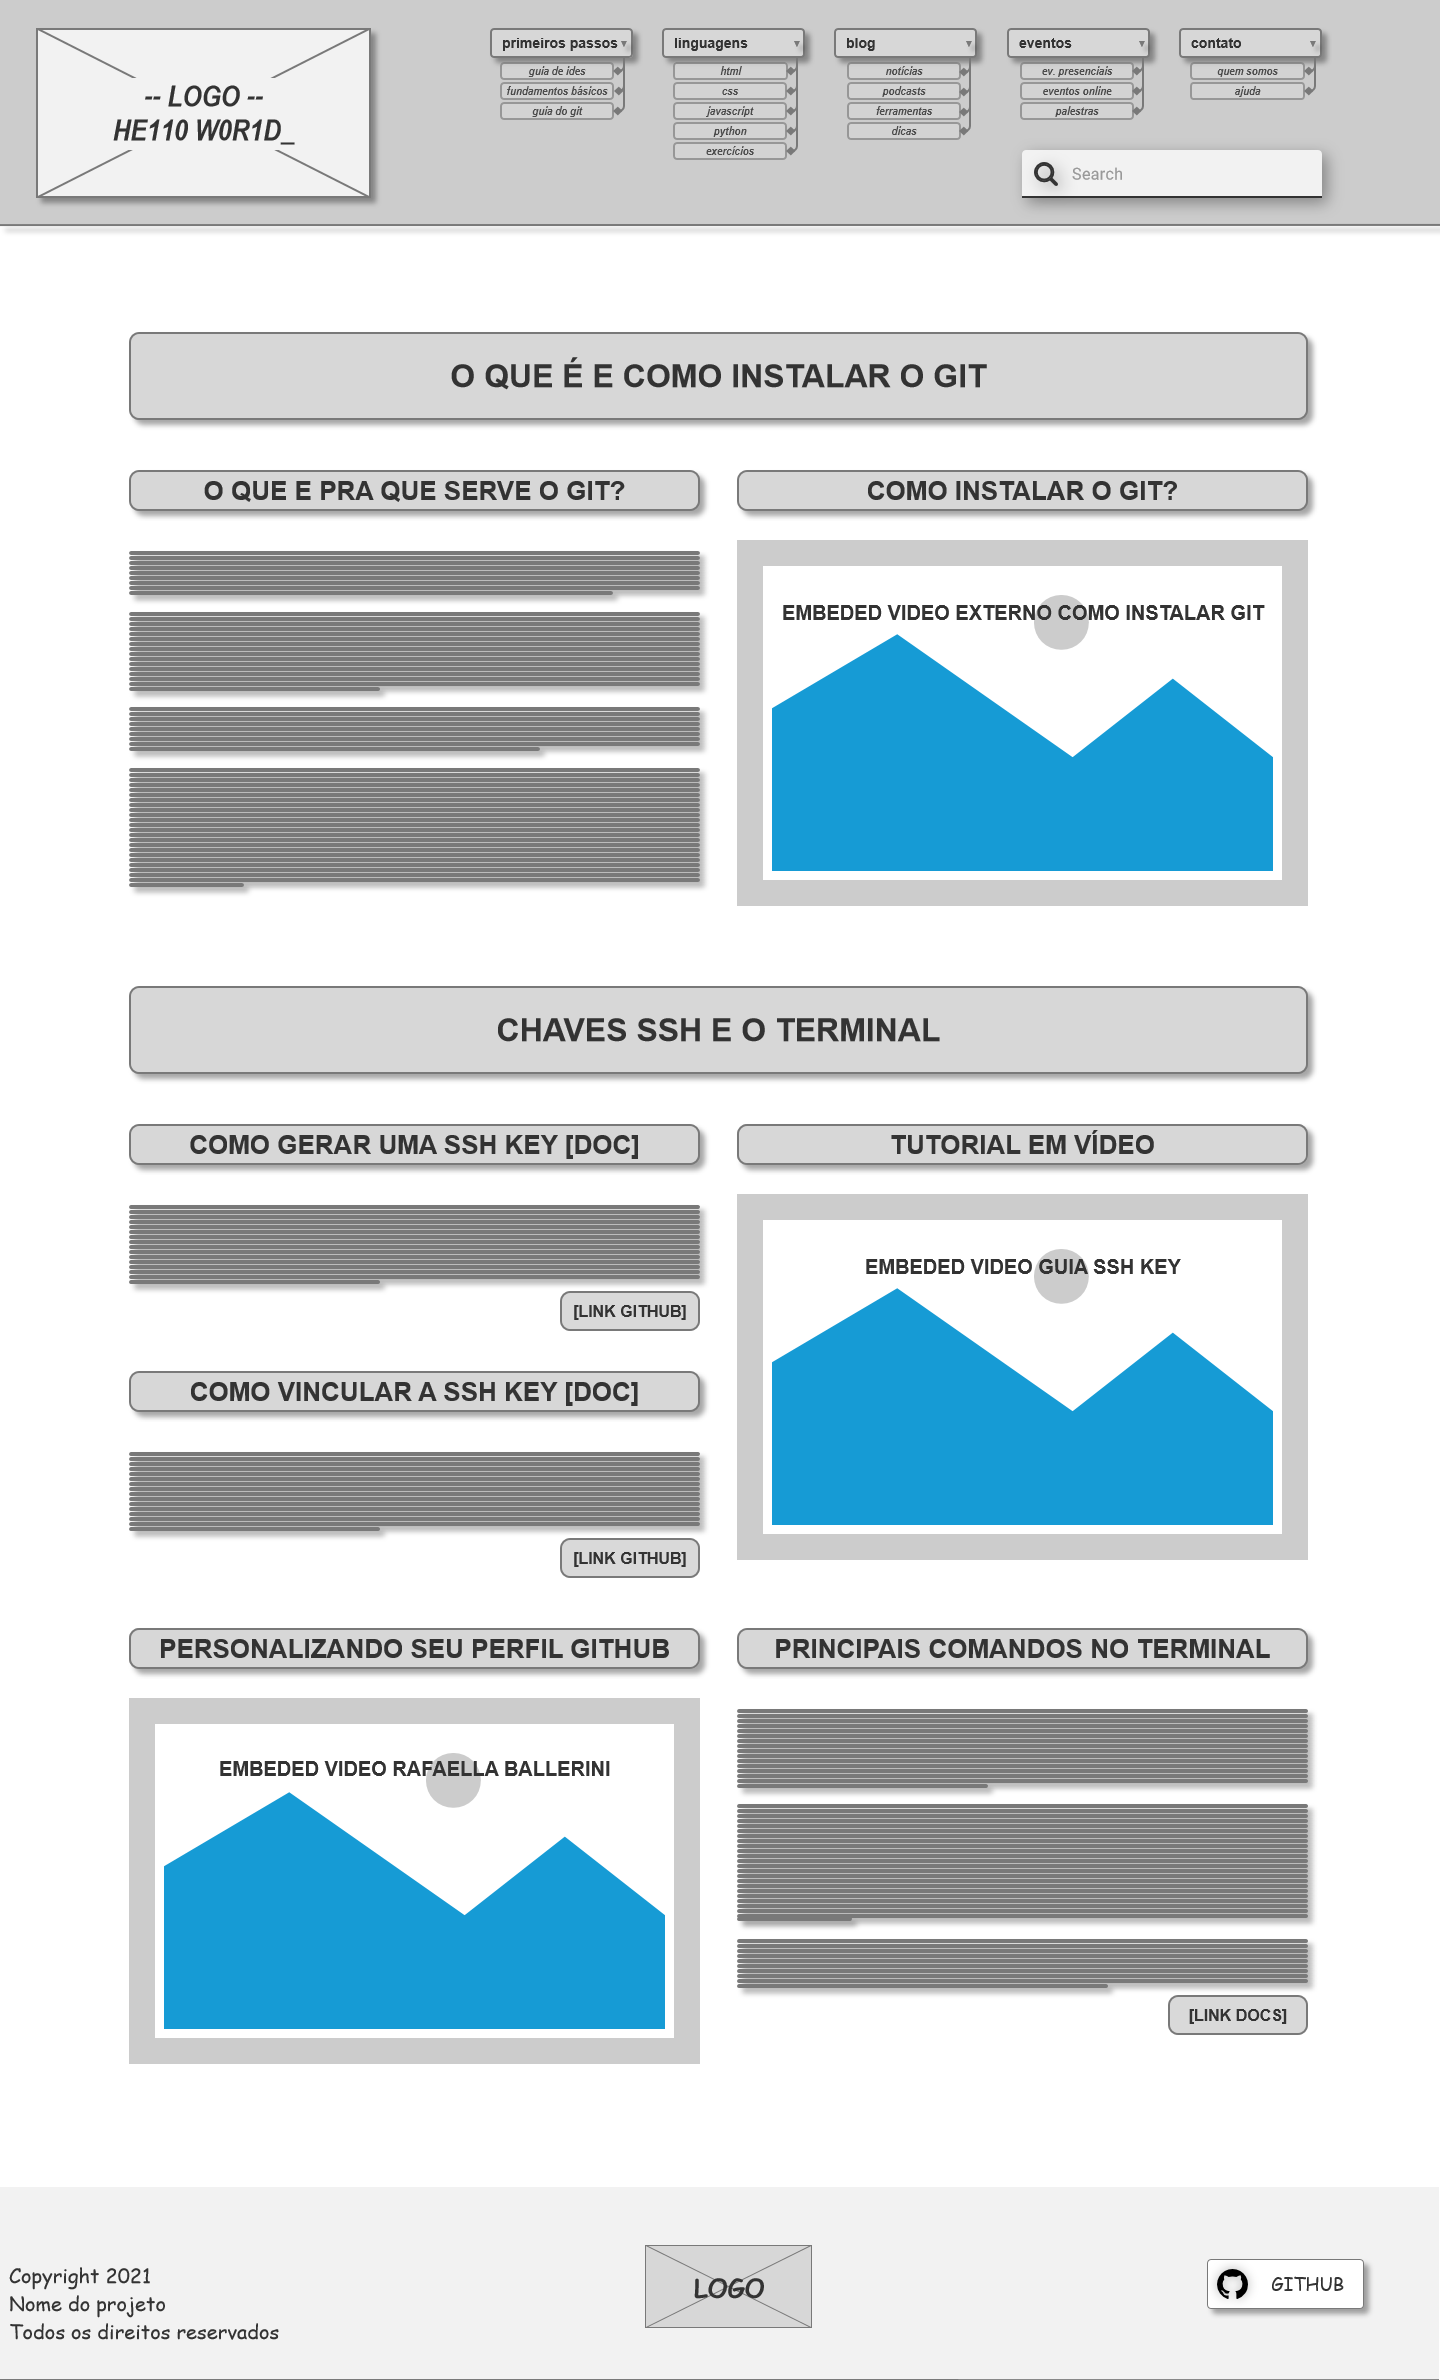 -- LOGO --
HE110 W0R1D_
primeiros passos ▾
guia de ides
fundamentos básicos
guia do git
linguagens ▾
html
css
javascript
python
exercícios
blog ▾
notícias
podcasts
ferramentas
dicas
eventos ▾
ev. presenciais
eventos online
palestras
contato ▾
quem somos
ajuda
Search
O QUE É E COMO INSTALAR O GIT
O QUE E PRA QUE SERVE O GIT?
COMO INSTALAR O GIT?
EMBEDED VIDEO EXTERNO COMO INSTALAR GIT
CHAVES SSH E O TERMINAL
COMO GERAR UMA SSH KEY [DOC]
[LINK GITHUB]
TUTORIAL EM VÍDEO
EMBEDED VIDEO GUIA SSH KEY
COMO VINCULAR A SSH KEY [DOC]
[LINK GITHUB]
PERSONALIZANDO SEU PERFIL GITHUB
EMBEDED VIDEO RAFAELLA BALLERINI
PRINCIPAIS COMANDOS NO TERMINAL
[LINK DOCS]
Copyright 2021
Nome do projeto
Todos os direitos reservados
LOGO
GITHUB